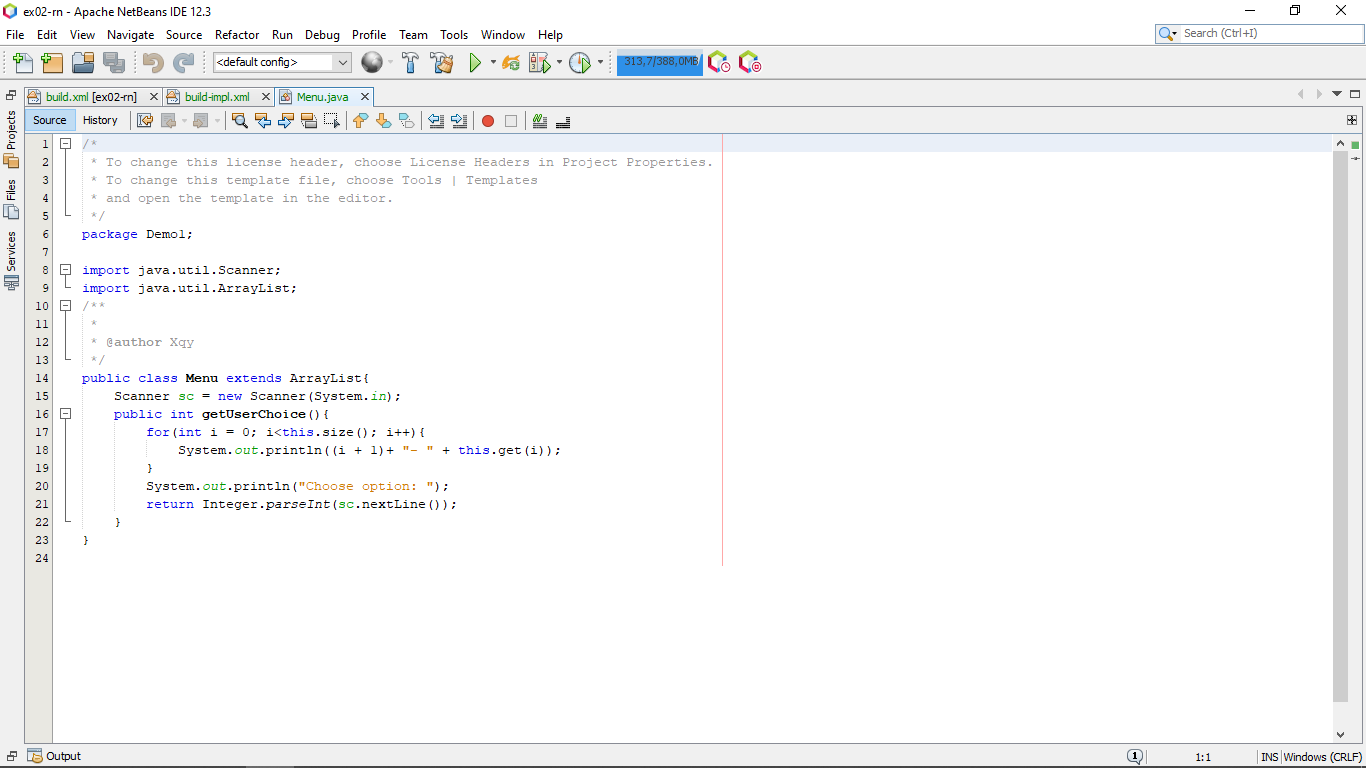 ex02-rn - Apache NetBeans IDE 12.3
File Edit View Navigate Source Refactor Run Debug Profile Team Tools Window Help
Search (Ctrl+I)
<default config>
313,7/388,0MB
build.xml [ex02-rn]
build-impl.xml
Menu.java
Source
History
Projects
Files
Services
1 /*
2 * To change this license header, choose License Headers in Project Properties.
3 * To change this template file, choose Tools | Templates
4 * and open the template in the editor.
5 */
6 package Demo1;
7
8 import java.util.Scanner;
9 import java.util.ArrayList;
10 /**
11 *
12 * @author Xqy
13 */
14 public class Menu extends ArrayList{
15 Scanner sc = new Scanner(System.in);
16 public int getUserChoice(){
17 for(int i = 0; i<this.size(); i++){
18 System.out.println((i + 1)+ "- " + this.get(i));
19 }
20 System.out.println("Choose option: ");
21 return Integer.parseInt(sc.nextLine());
22 }
23 }
24
Output
1
1:1
INS
Windows (CRLF)